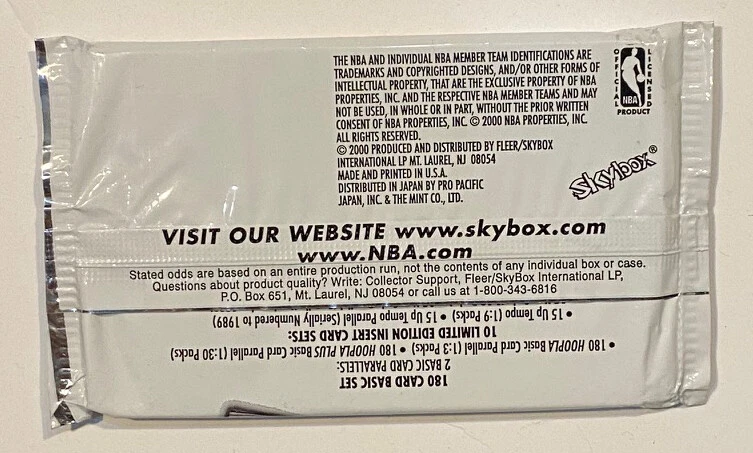 THE NBA AND INDIVIDUAL NBA MEMBER TEAM IDENTIFICATIONS ARE
TRADEMARKS AND COPYRIGHTED DESIGNS, AND/OR OTHER FORMS OF
INTELLECTUAL PROPERTY, THAT ARE THE EXCLUSIVE PROPERTY OF NBA
PROPERTIES, INC. AND THE RESPECTIVE NBA MEMBER TEAMS AND MAY
NOT BE USED, IN WHOLE OR IN PART, WITHOUT THE PRIOR WRITTEN
CONSENT OF NBA PROPERTIES, INC. © 2000 NBA PROPERTIES, INC.
ALL RIGHTS RESERVED.
© 2000 PRODUCED AND DISTRIBUTED BY FLEER/SKYBOX
INTERNATIONAL LP MT. LAUREL, NJ 08054
MADE AND PRINTED IN U.S.A.
DISTRIBUTED IN JAPAN BY PRO PACIFIC
JAPAN, INC. & THE MINT CO., LTD.
OFFICIAL
LICENSED
NBA
PRODUCT
Skybox®
VISIT OUR WEBSITE www.skybox.com
www.NBA.com
Stated odds are based on an entire production run, not the contents of any individual box or case.
Questions about product quality? Write: Collector Support, Fleer/SkyBox International LP,
P.O. Box 651, Mt. Laurel, NJ 08054 or call us at 1-800-343-6816
180 CARD BASIC SET
2 BASIC CARD PARALLELS:
• 180 HOOPLA Basic Card Parallel (1:3 Packs) • 180 HOOPLA PLUS Basic Card Parallel (1:30 Packs)
10 LIMITED EDITION INSERT CARD SETS:
• 15 Up Tempo (1:9 Packs) • 15 Up Tempo Parallel (Serially Numbered to 1989)